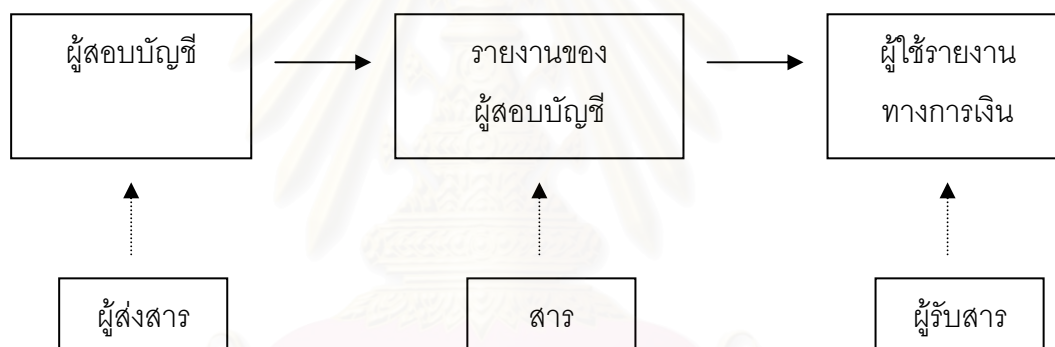 ผู้สอบบัญชี
รายงานของ
ผู้สอบบัญชี
ผู้ใช้รายงาน
ทางการเงิน
ผู้ส่งสาร
สาร
ผู้รับสาร